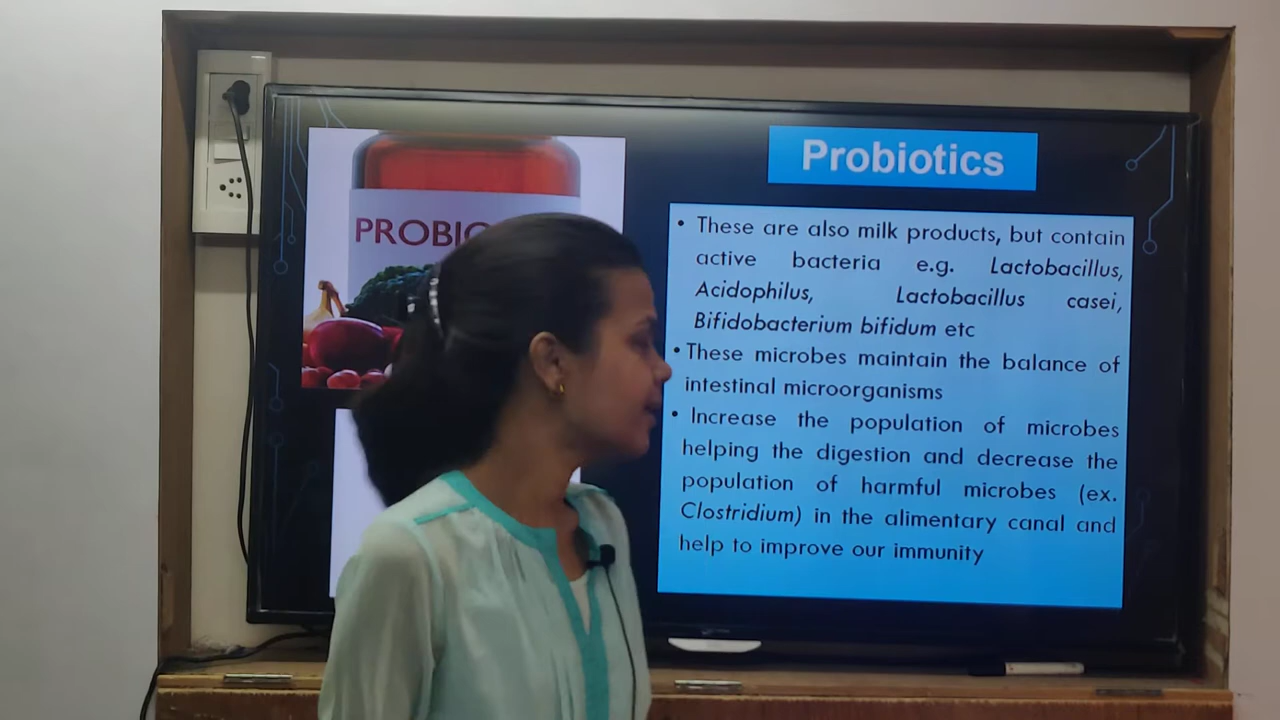 PROBIO
Probiotics
• These are also milk products, but contain
active bacteria e.g. Lactobacillus,
Acidophilus, Lactobacillus casei,
Bifidobacterium bifidum etc
• These microbes maintain the balance of
intestinal microorganisms
• Increase the population of microbes
helping the digestion and decrease the
population of harmful microbes (ex.
Clostridium) in the alimentary canal and
help to improve our immunity